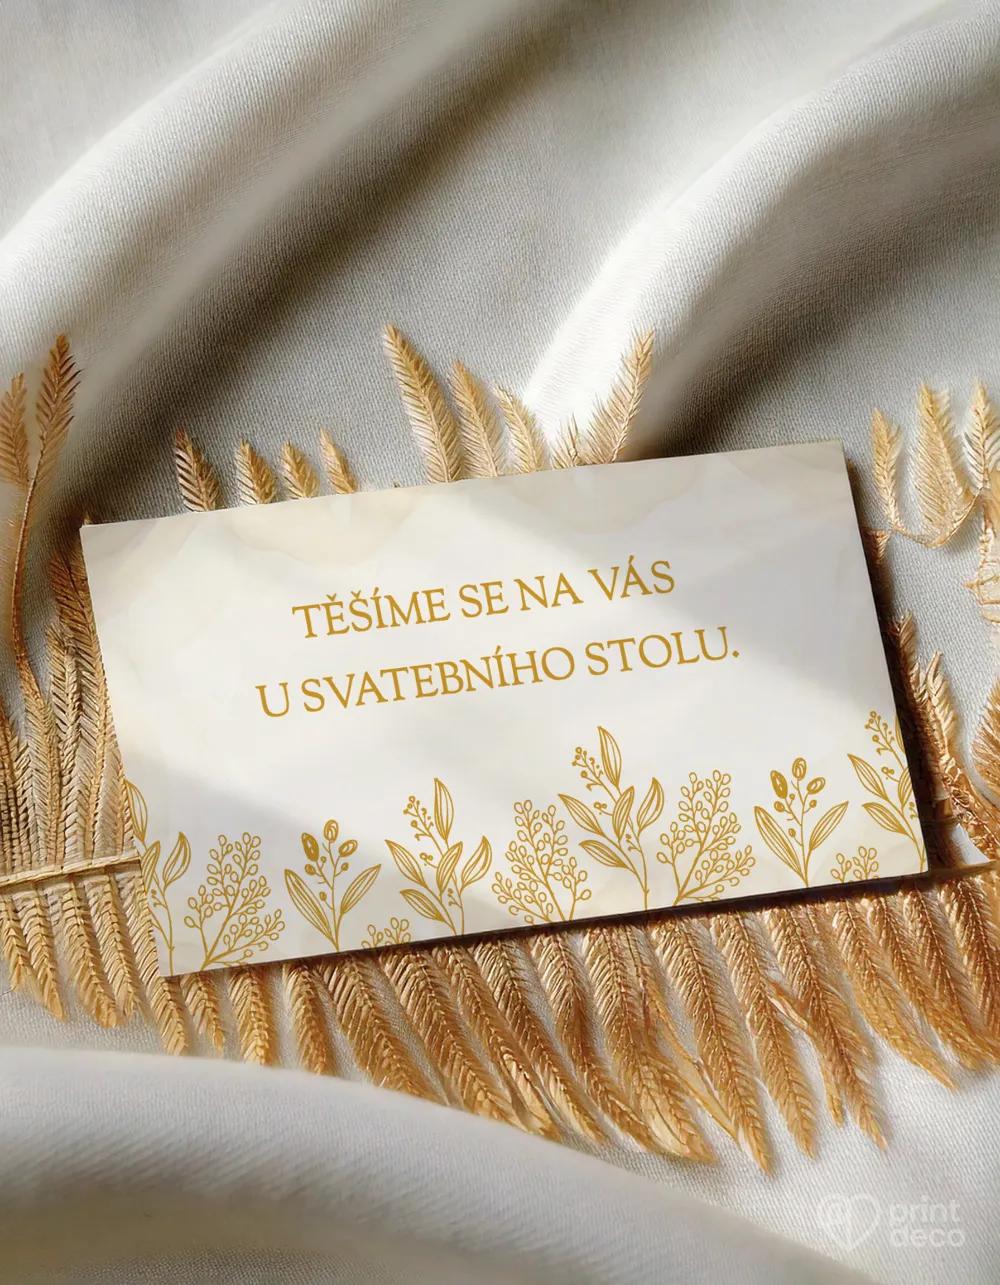 TĚŠÍME SE NA VÁS
U SVATEBNÍHO STOLU.
print
deco